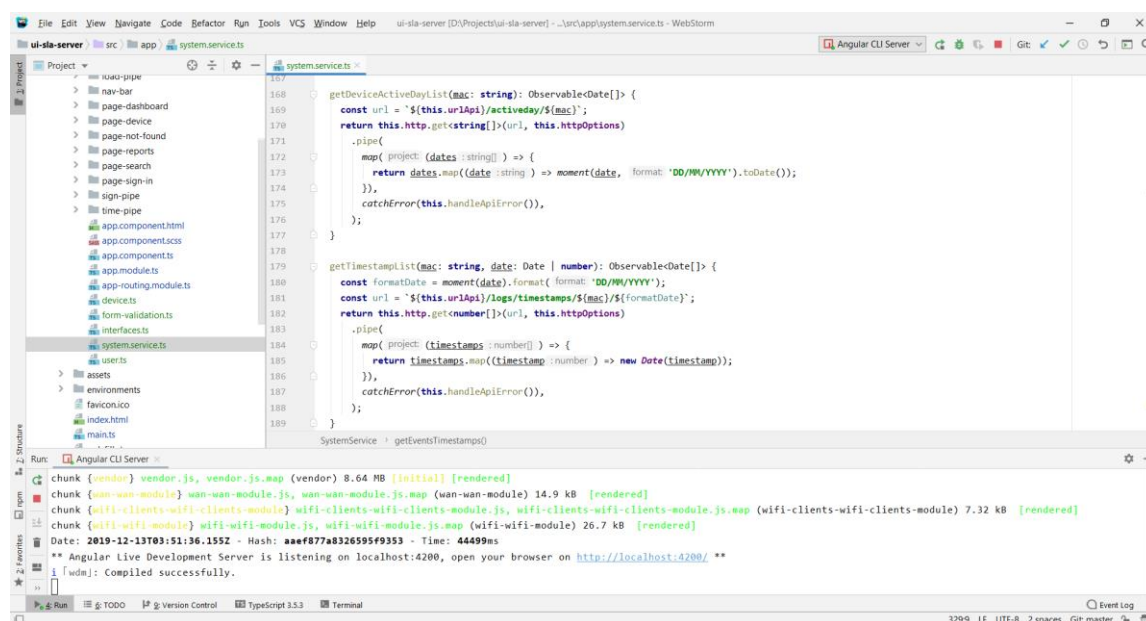 File Edit View Navigate Code Refactor Run Tools VCS Window Help ui-sla-server [D:\Projects\ui-sla-server] - ...\src\app\system.service.ts - WebStorm
ui-sla-server src app system.service.ts Angular CLI Server Git:
1: Project
Project
system.service.ts
load-pipe
nav-bar
page-dashboard
page-device
page-not-found
page-reports
page-search
page-sign-in
sign-pipe
time-pipe
app.component.html
app.component.scss
app.component.ts
app.module.ts
app-routing.module.ts
device.ts
form-validation.ts
interfaces.ts
system.service.ts
user.ts
assets
environments
favicon.ico
index.html
main.ts
167
168 getDeviceActiveDayList(mac: string): Observable<Date[]> {
169 const url = `${this.urlApi}/activeday/${mac}`;
170 return this.http.get<string[]>(url, this.httpOptions)
171 .pipe(
172 map( project: (dates : string[] ) => {
173 return dates.map((date : string ) => moment(date, format: 'DD/MM/YYYY').toDate());
174 }),
175 catchError(this.handleApiError()),
176 );
177 }
178
179 getTimestampList(mac: string, date: Date | number): Observable<Date[]> {
180 const formatDate = moment(date).format( format: 'DD/MM/YYYY');
181 const url = `${this.urlApi}/logs/timestamps/${mac}/${formatDate}`;
182 return this.http.get<number[]>(url, this.httpOptions)
183 .pipe(
184 map( project: (timestamps : number[] ) => {
185 return timestamps.map((timestamp : number ) => new Date(timestamp));
186 }),
187 catchError(this.handleApiError()),
188 );
189 }
SystemService › getEventsTimestamps()
Z: Structure
npm
2: Favorites
Run: Angular CLI Server
chunk {vendor} vendor.js, vendor.js.map (vendor) 8.64 MB [initial] [rendered]
chunk {wan-wan-module} wan-wan-module.js, wan-wan-module.js.map (wan-wan-module) 14.9 kB [rendered]
chunk {wifi-clients-wifi-clients-module} wifi-clients-wifi-clients-module.js, wifi-clients-wifi-clients-module.js.map (wifi-clients-wifi-clients-module) 7.32 kB [rendered]
chunk {wifi-wifi-module} wifi-wifi-module.js, wifi-wifi-module.js.map (wifi-wifi-module) 26.7 kB [rendered]
Date: 2019-12-13T03:51:36.155Z - Hash: aaef877a8326595f9353 - Time: 44499ms
** Angular Live Development Server is listening on localhost:4200, open your browser on http://localhost:4200/ **
i ｢wdm｣: Compiled successfully.
4: Run 6: TODO 9: Version Control TypeScript 3.5.3 Terminal Event Log
329:9 LF UTF-8 2 spaces Git: master